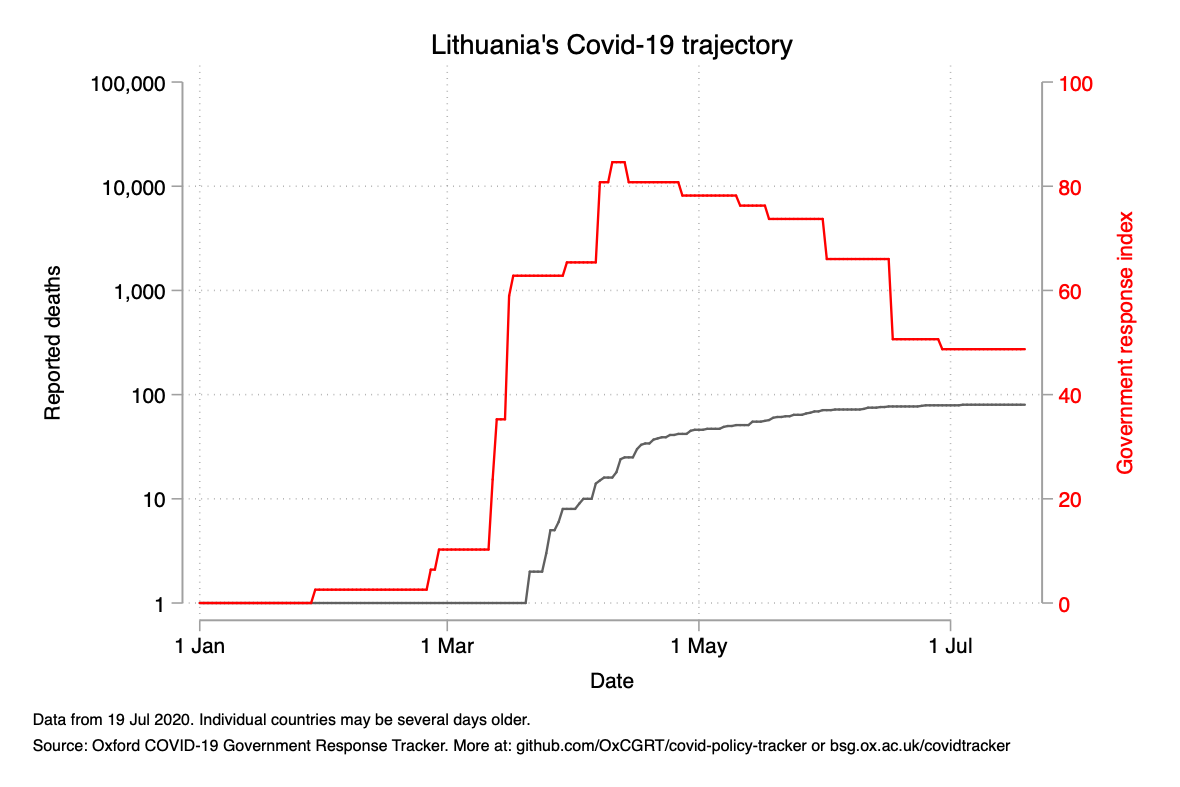 Lithuania's Covid-19 trajectory
100,000
10,000
1,000
100
10
1
Reported deaths
100
80
60
40
20
0
Government response index
1 Jan
1 Mar
1 May
1 Jul
Date
Data from 19 Jul 2020. Individual countries may be several days older.
Source: Oxford COVID-19 Government Response Tracker. More at: github.com/OxCGRT/covid-policy-tracker or bsg.ox.ac.uk/covidtracker